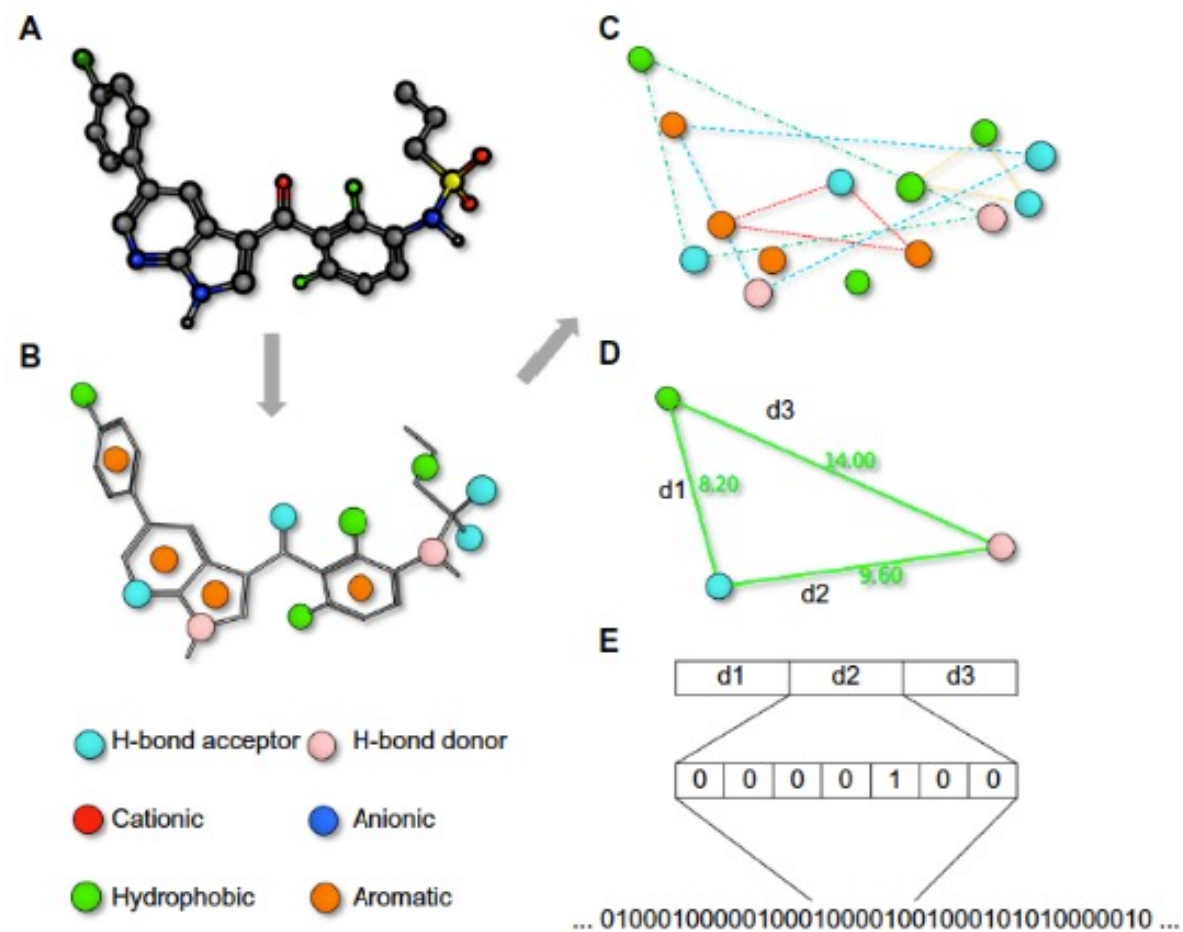 A
B
H-bond acceptor
H-bond donor
Cationic
Anionic
Hydrophobic
Aromatic
C
D
d3
14.00
d1
8.20
9.60
d2
E
d1 d2 d3
0 0 0 0 1 0 0
... 010001000001000100001001000101010000010 ...